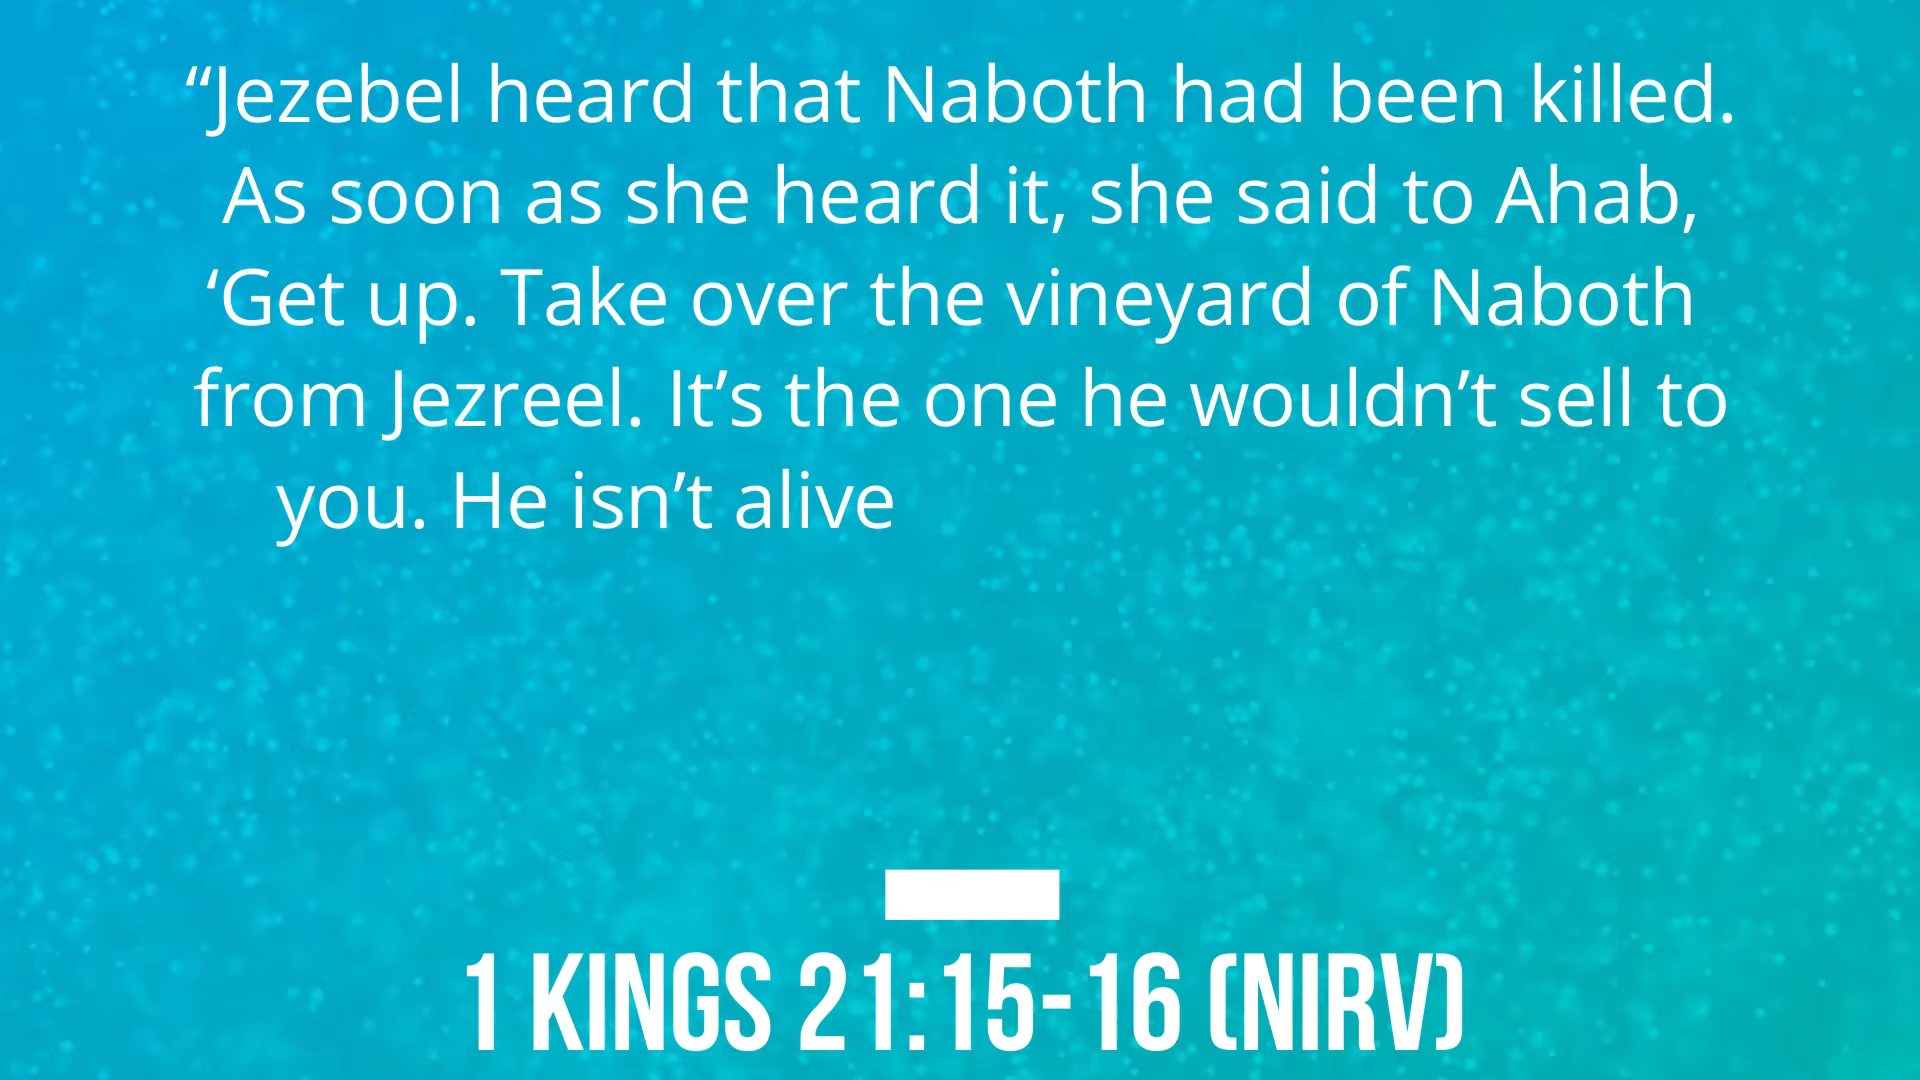 “Jezebel heard that Naboth had been killed.
As soon as she heard it, she said to Ahab,
‘Get up. Take over the vineyard of Naboth
from Jezreel. It’s the one he wouldn’t sell to
you. He isn’t alive
1 KINGS 21:15-16 (NIRV)